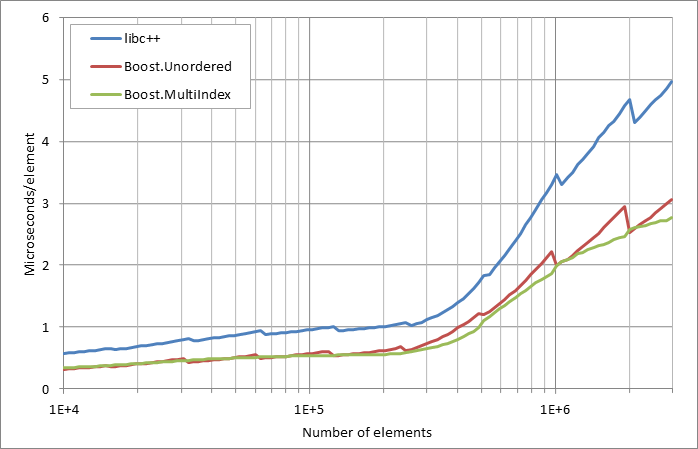 6
libc++
Boost.Unordered
Boost.MultiIndex
5
4
3
2
1
0
Microseconds/element
1E+4
1E+5
1E+6
Number of elements